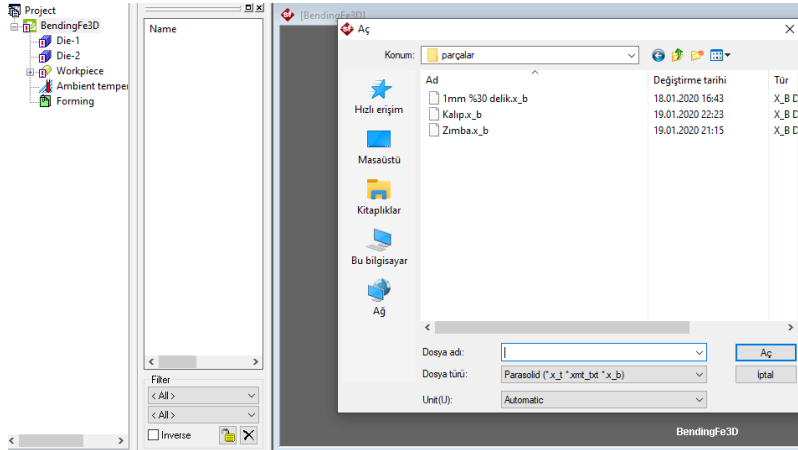 Project
BendingFe3D
Die-1
Die-2
Workpiece
Ambient temper
Forming
Name
Filter
< All >
< All >
Inverse
[BendingFe3D]
Aç
Konum:
parçalar
Ad
Değiştirme tarihi
Tür
1mm %30 delik.x_b
18.01.2020 16:43
X_B D
Kalıp.x_b
19.01.2020 22:23
X_B D
Zımba.x_b
19.01.2020 21:15
X_B D
Hızlı erişim
Masaüstü
Kitaplıklar
Bu bilgisayar
Ağ
Dosya adı:
Aç
Dosya türü:
Parasolid (*.x_t *.xmt_txt *.x_b)
İptal
Unit(U):
Automatic
BendingFe3D